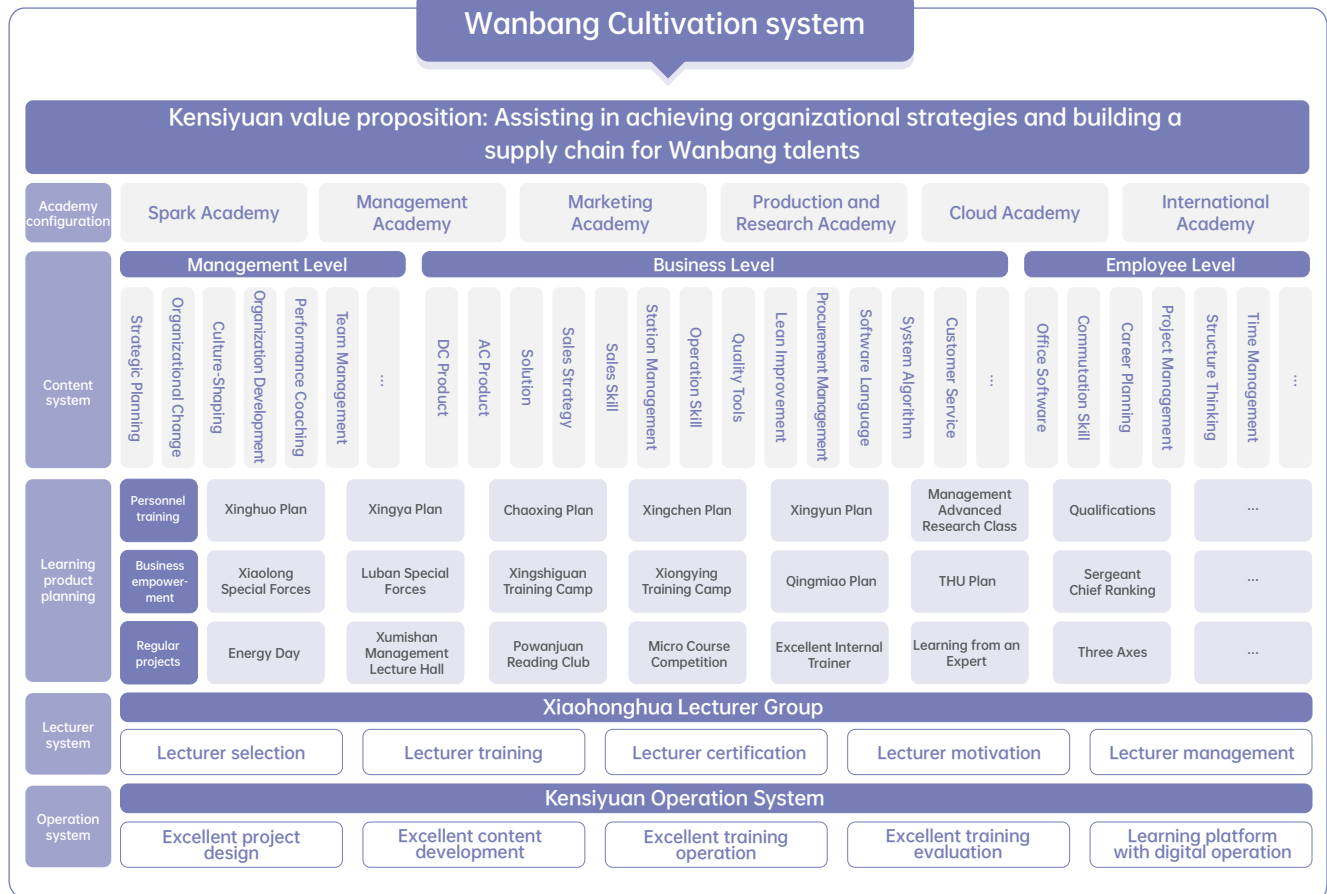 Wanbang Cultivation system
Kensiyuan value proposition: Assisting in achieving organizational strategies and building a
supply chain for Wanbang talents
Academy
configuration
Spark Academy
Management
Academy
Marketing
Academy
Production and
Research Academy
Cloud Academy
International
Academy
Content
system
Management Level
Business Level
Employee Level
Strategic Planning
Organizational Change
Culture-Shaping
Organization Development
Performance Coaching
Team Management
...
DC Product
AC Product
Solution
Sales Strategy
Sales Skill
Station Management
Operation Skill
Quality Tools
Lean Improvement
Procurement Management
Software Language
System Algorithm
Customer Service
...
Office Software
Commutation Skill
Career Planning
Project Management
Structure Thinking
Time Management
...
Learning
product
planning
Personnel
training
Xinghuo Plan
Xingya Plan
Chaoxing Plan
Xingchen Plan
Xingyun Plan
Management
Advanced
Research Class
Qualifications
...
Business
empower-
ment
Xiaolong
Special Forces
Luban Special
Forces
Xingshiguan
Training Camp
Xiongying
Training Camp
Qingmiao Plan
THU Plan
Sergeant
Chief Ranking
...
Regular
projects
Energy Day
Xumishan
Management
Lecture Hall
Powanjuan
Reading Club
Micro Course
Competition
Excellent Internal
Trainer
Learning from an
Expert
Three Axes
...
Lecturer
system
Xiaohonghua Lecturer Group
Lecturer selection
Lecturer training
Lecturer certification
Lecturer motivation
Lecturer management
Operation
system
Kensiyuan Operation System
Excellent project
design
Excellent content
development
Excellent training
operation
Excellent training
evaluation
Learning platform
with digital operation